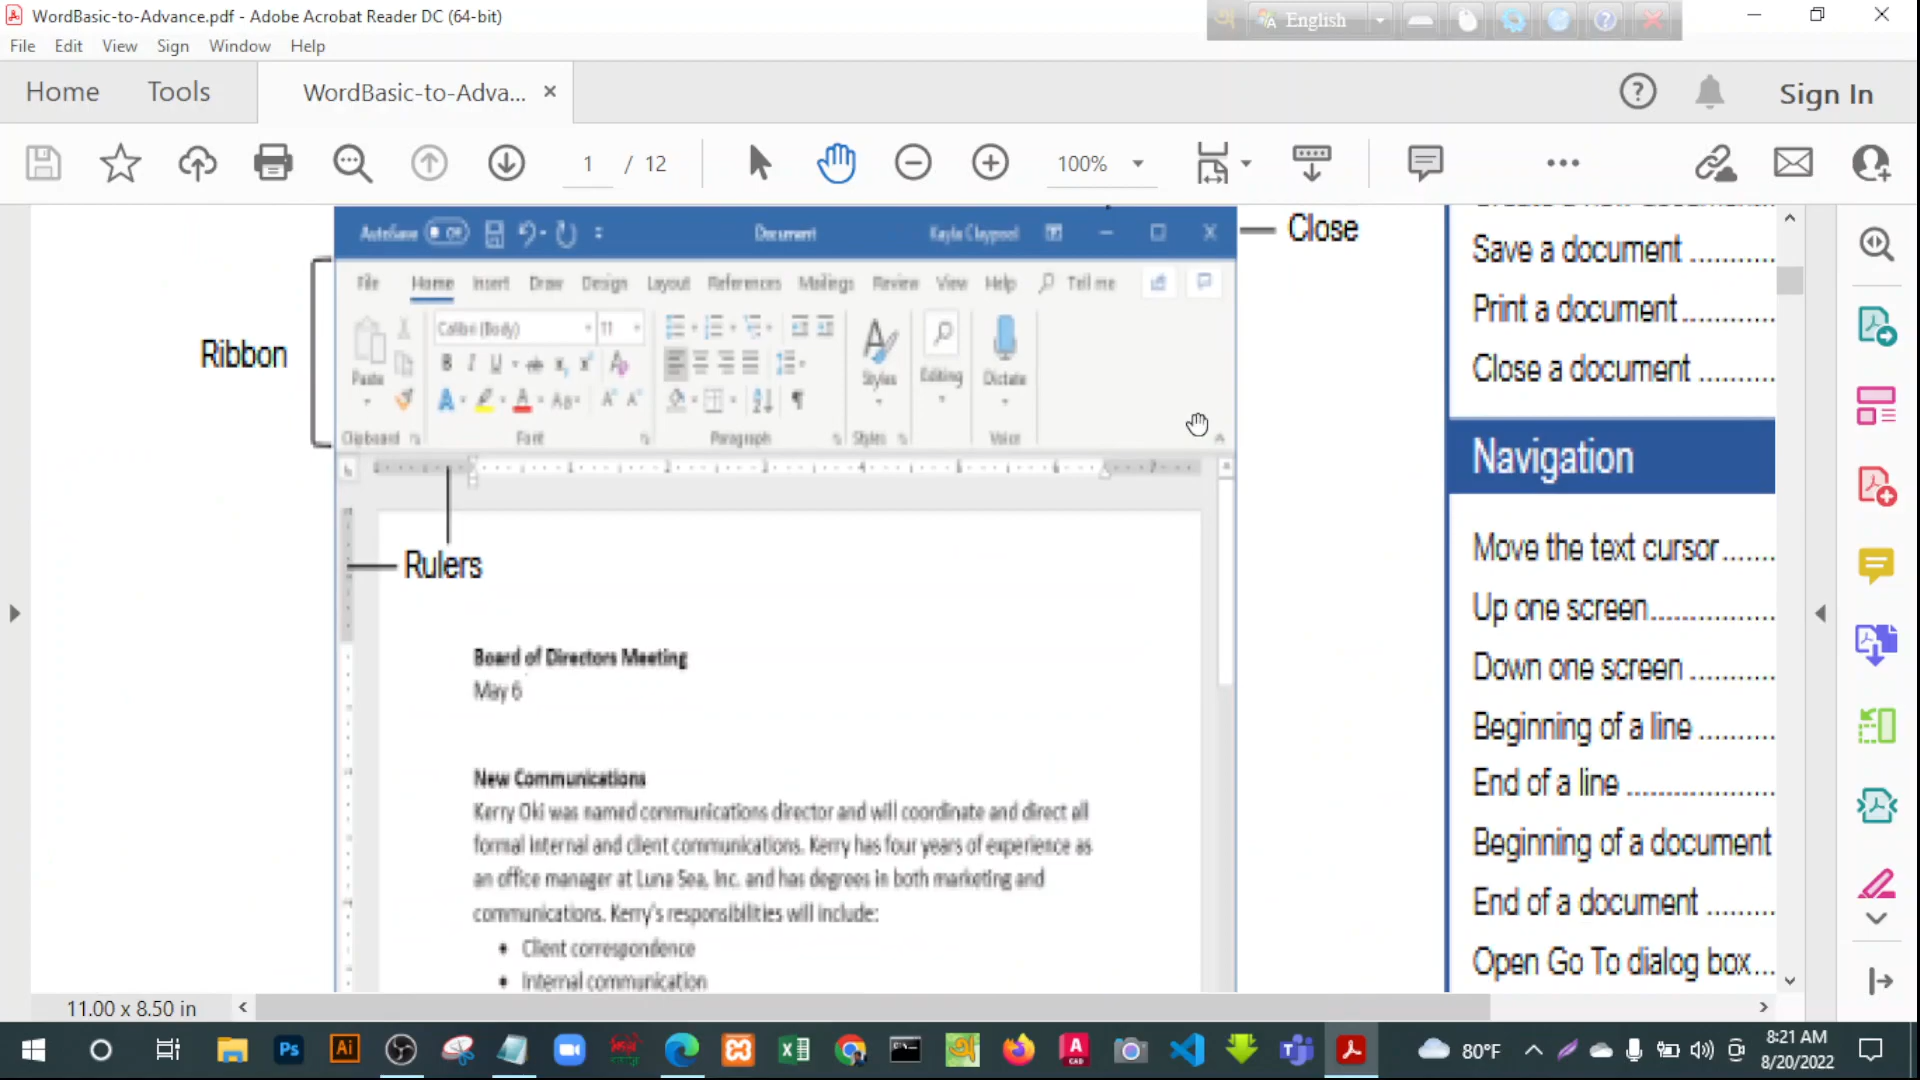 WordBasic-to-Advance.pdf - Adobe Acrobat Reader DC (64-bit)
English
File Edit View Sign Window Help
Home Tools WordBasic-to-Adva...
Sign In
1 / 12
100%
AutoSave Off Document Kayla Claypool
Close
File Home Insert Draw Design Layout References Mailings Review View Help Tell me
Ribbon
Calibri (Body) 11
Paste
Styles
Editing
Dictate
Clipboard Font Paragraph Styles Voice
Rulers
Board of Directors Meeting
May 6
New Communications
Kerry Oki was named communications director and will coordinate and direct all
formal internal and client communications. Kerry has four years of experience as
an office manager at Luna Sea, Inc. and has degrees in both marketing and
communications. Kerry's responsibilities will include:
• Client correspondence
• Internal communication
Save a document ..........
Print a document ..........
Close a document ..........
Navigation
Move the text cursor .......
Up one screen ...............
Down one screen ..........
Beginning of a line .........
End of a line ..................
Beginning of a document
End of a document ........
Open Go To dialog box ...
11.00 x 8.50 in
Ps
Ai
80°F
8:21 AM
8/20/2022